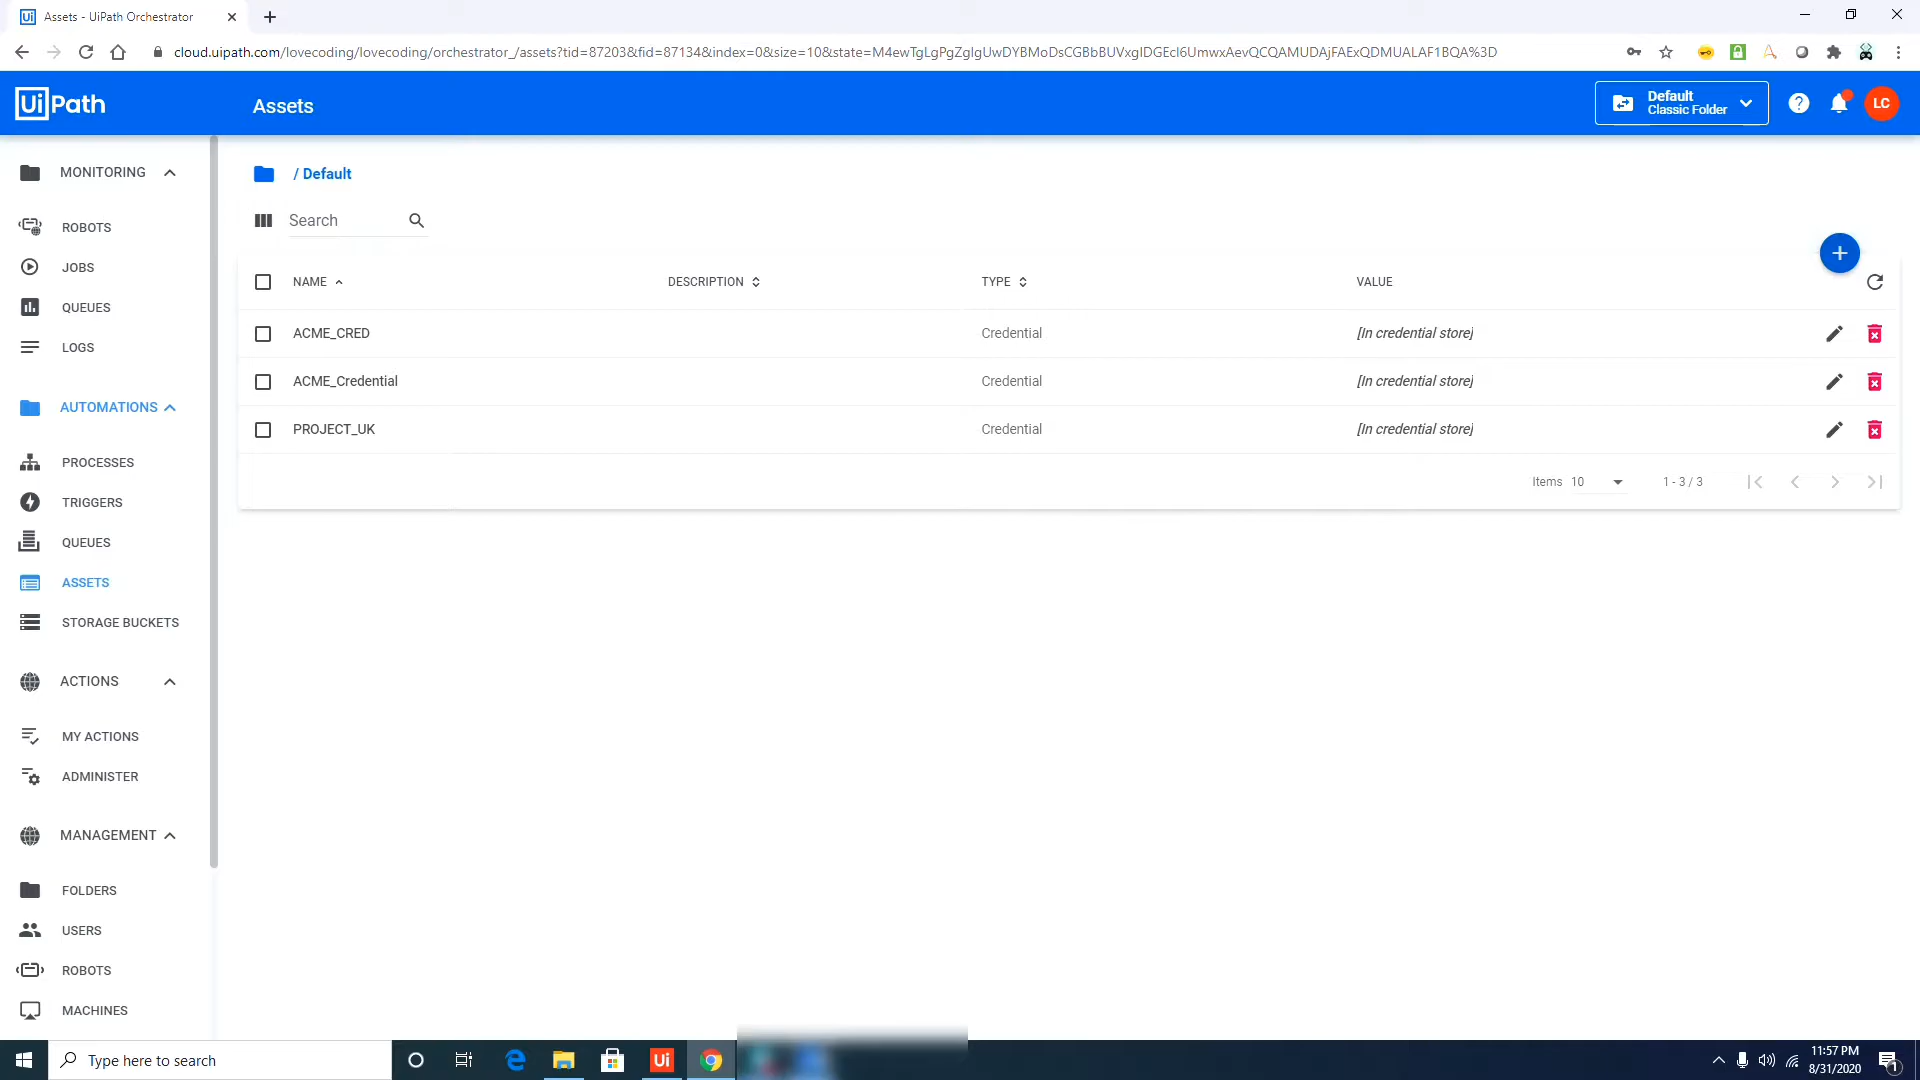 Assets - UiPath Orchestrator
cloud.uipath.com/lovecoding/lovecoding/orchestrator_/assets?tid=87203&fid=87134&index=0&size=10&state=M4ewTgLgPgZglgUwDYBMoDsCGBbBUVxgIDGEcI6UmwxAevQCQAMUDAjFAExQDMUALAF1BQA%3D
UiPath
Assets
Default
Classic Folder
?
LC
MONITORING
ROBOTS
JOBS
QUEUES
LOGS
AUTOMATIONS
PROCESSES
TRIGGERS
QUEUES
ASSETS
STORAGE BUCKETS
ACTIONS
MY ACTIONS
ADMINISTER
MANAGEMENT
FOLDERS
USERS
ROBOTS
MACHINES
/ Default
Search
NAME DESCRIPTION TYPE VALUE
ACME_CRED Credential [In credential store]
ACME_Credential Credential [In credential store]
PROJECT_UK Credential [In credential store]
Items 10 1 - 3 / 3
Type here to search
Ui
11:57 PM
8/31/2020
1